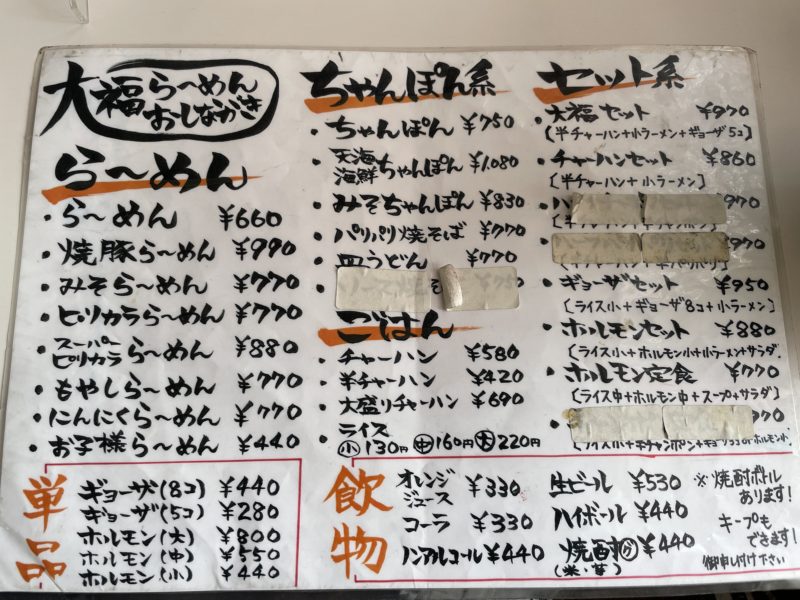 大福らーめん
おしながき
らーめん
・らーめん ¥660
・焼豚らーめん ¥990
・みそらーめん ¥770
・ピリカラらーめん ¥770
・スーパーピリカラらーめん ¥880
・もやしらーめん ¥770
・にんにくらーめん ¥770
・お子様らーめん ¥440
単品
ギョーザ(8コ) ¥440
ギョーザ(5コ) ¥280
ホルモン(大) ¥800
ホルモン(中) ¥550
ホルモン(小) ¥440
ちゃんぽん系
・ちゃんぽん ¥750
・天海海鮮ちゃんぽん ¥1,080
・みそちゃんぽん ¥830
・パリパリ焼そば ¥770
・皿うどん ¥770
ごはん
・チャーハン ¥580
・半チャーハン ¥420
・大盛りチャーハン ¥690
・ライス
小130円 中160円 大220円
セット系
・大福セット ¥970
[半チャーハン+小ラーメン+ギョーザ5コ]
・チャーハンセット ¥860
[半チャーハン+小ラーメン]
970
970
・ギョーザセット ¥950
[ライス小+ギョーザ8コ+小ラーメン]
・ホルモンセット ¥880
[ライス小+ホルモン小+小ラーメン+サラダ]
・ホルモン定食 ¥770
[ライス中+ホルモン中+スープ+サラダ]
飲物
オレンジジュース ¥330
コーラ ¥330
ノンアルコール ¥440
生ビール ¥530
ハイボール ¥440
焼酎 ¥440
(米・芋)
※焼酎ボトル
あります!
キープも
できます!
御申し付け下さい